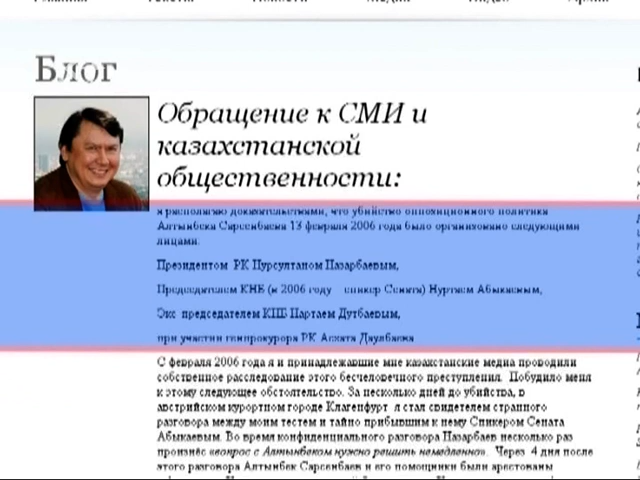 Блог
Обращение к СМИ и
казахстанской
общественности:
я располагаю доказательствами, что убийство оппозиционного политика
Алтынбека Сарсенбаева 13 февраля 2006 года было организовано следующими
лицами:
Президентом РК Нурсултаном Назарбаевым,
Председателем КНБ (в 2006 году спикер Сената) Нуртаем Абыкаевым,
Экс председателем КНБ Нартаем Дутбаевым,
при участии генпрокурора РК Асхата Даулбаева
С февраля 2006 года я и принадлежавшие мне казахстанские медиа проводили
собственное расследование этого бесчеловечного преступления. Побудило меня
к этому следующее обстоятельство. За несколько дней до убийства, в
австрийском курортном городе Клагенфурт я стал свидетелем странного
разговора между моим тестем и тайно прибывшим к нему Спикером Сената
Абыкаевым. Во время конфиденциального разговора Назарбаев несколько раз
произнёс «вопрос с Алтынбеком нужно решить немедленно». Через 4 дня после
этого разговора Алтынбек Сарсенбаев и его помощники были арестованы